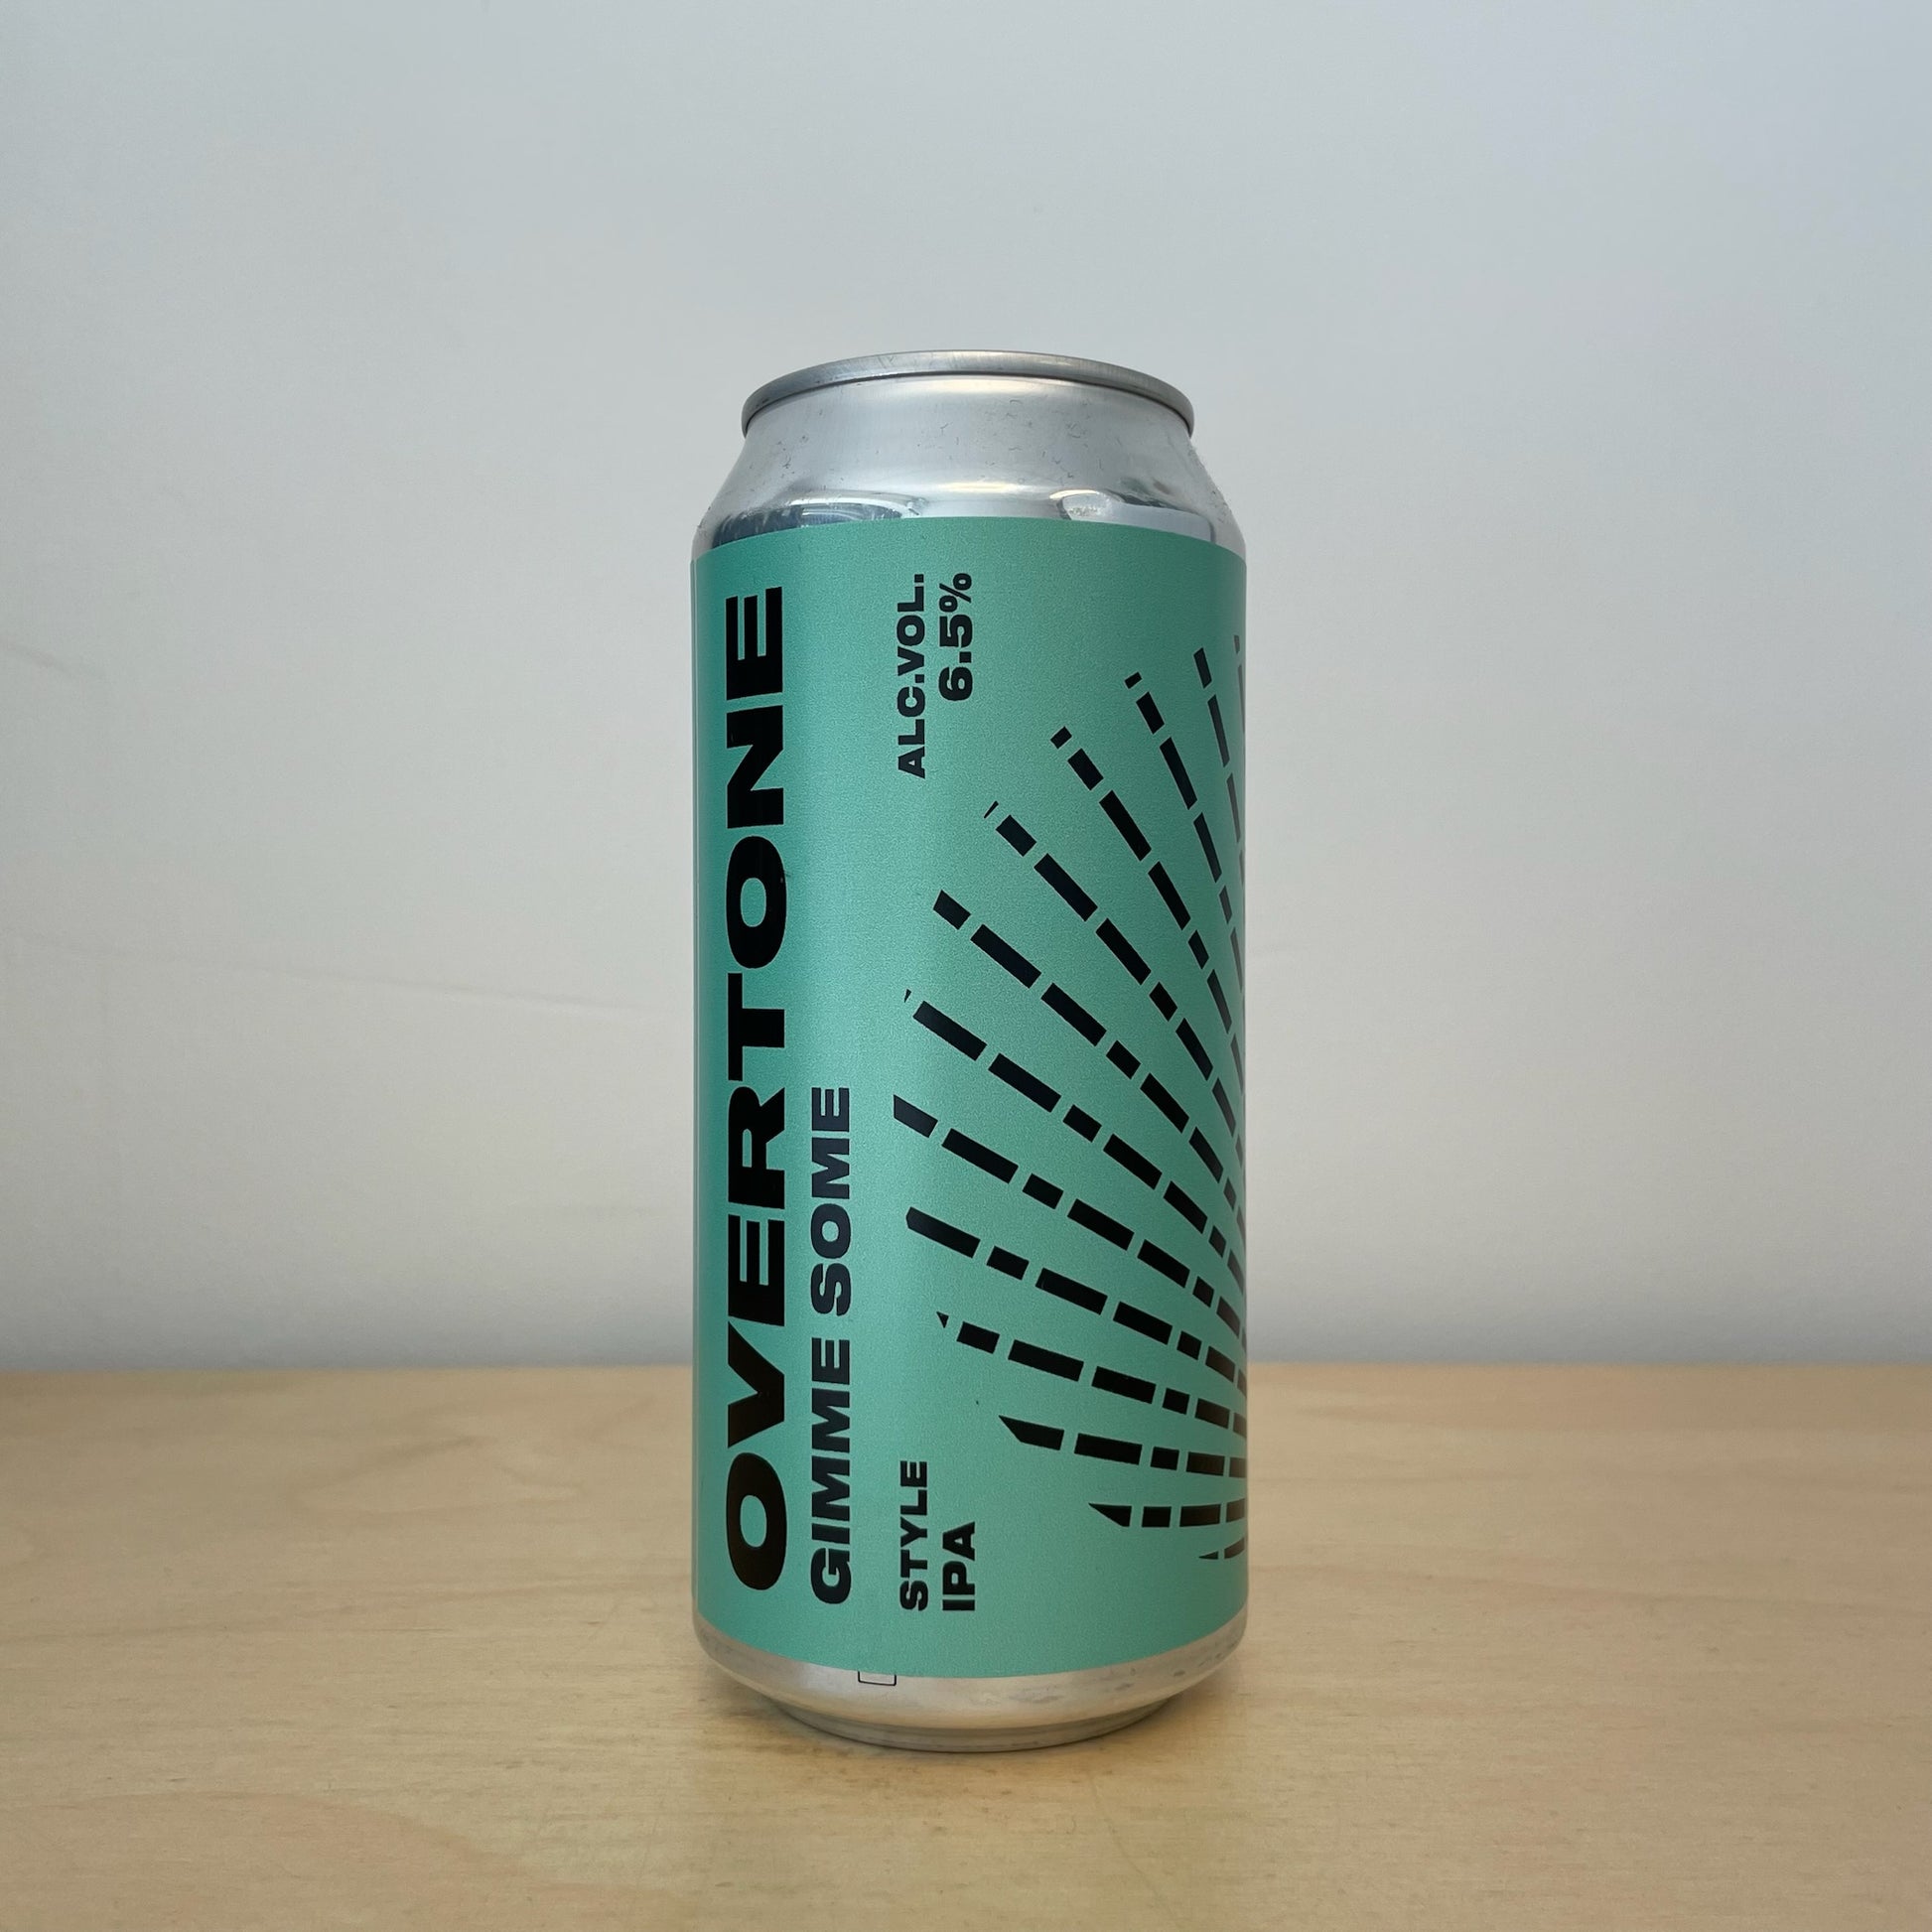 OVERTONE
GIMME SOME
STYLE
IPA
ALC.VOL.
6.5%